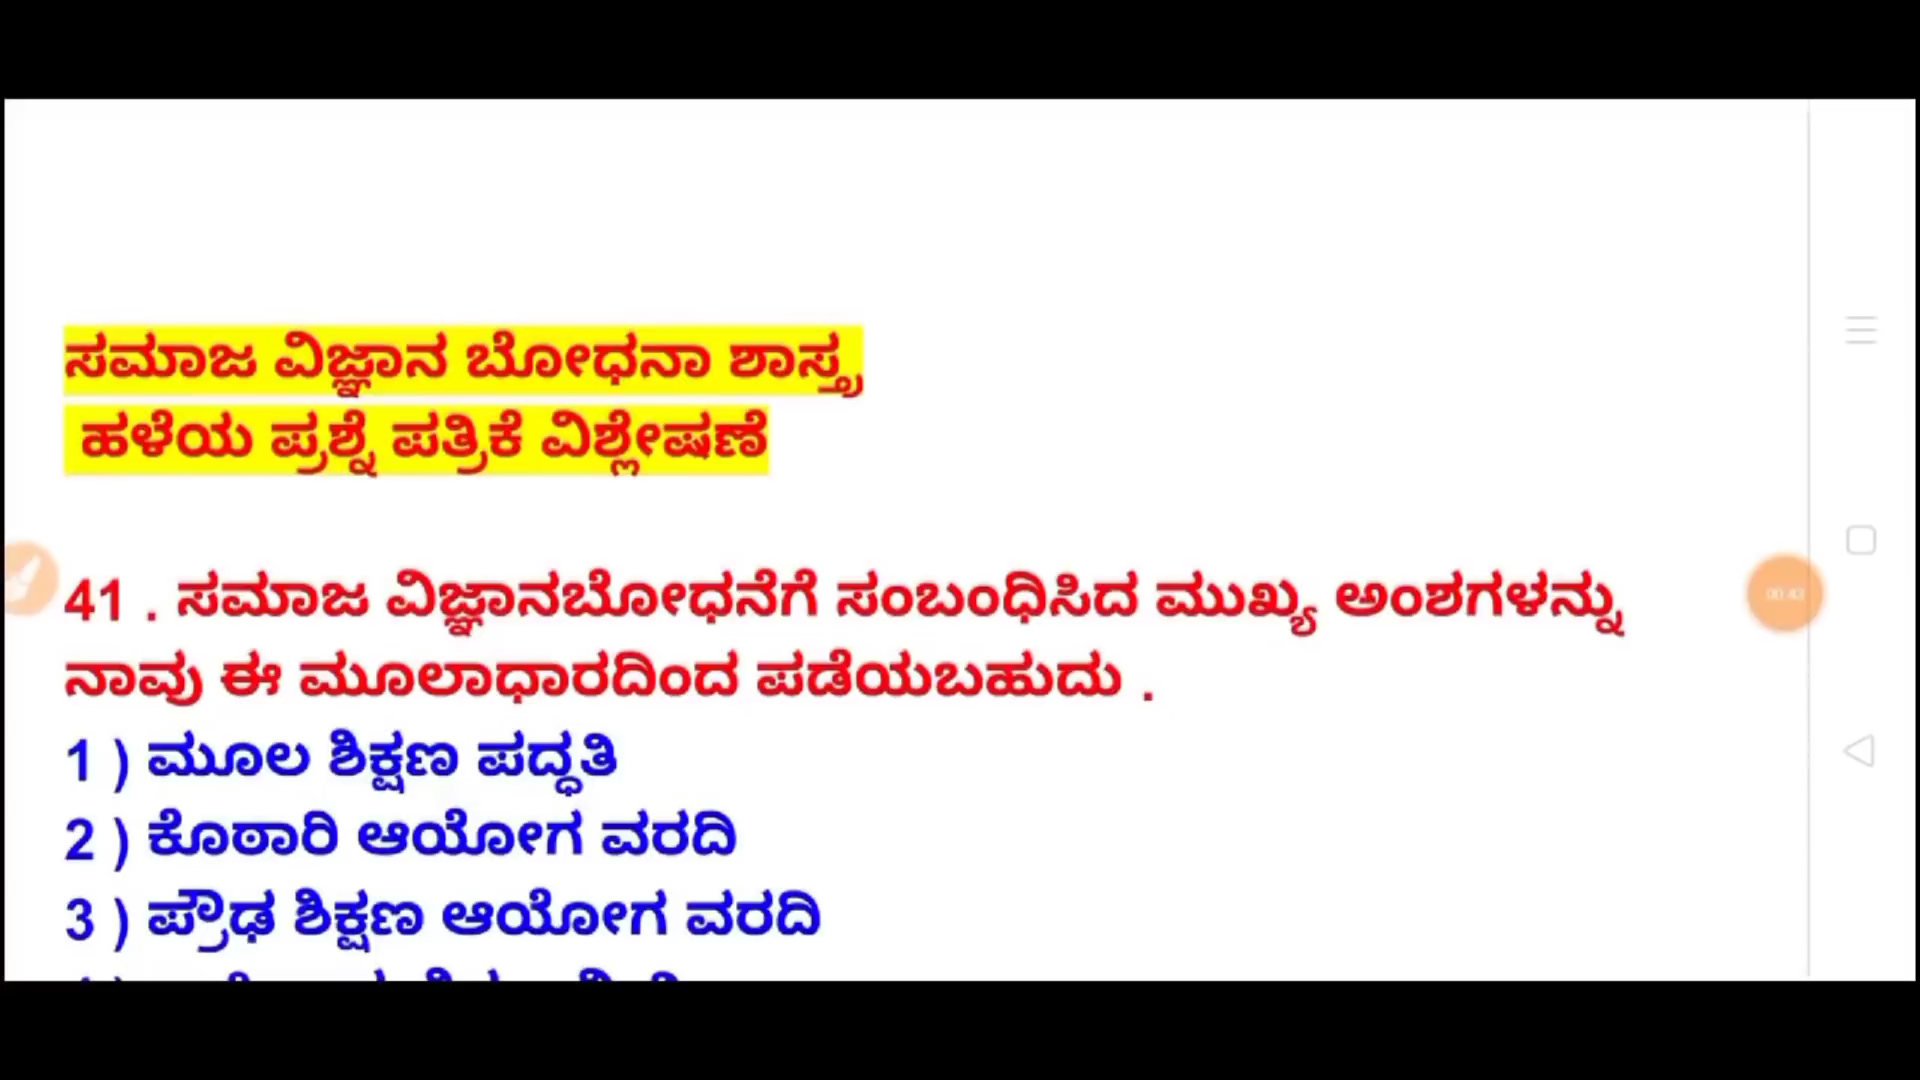 ಸಮಾಜ ವಿಜ್ಞಾನ ಬೋಧನಾ ಶಾಸ್ತ್ರ
ಹಳೆಯ ಪ್ರಶ್ನೆ ಪತ್ರಿಕೆ ವಿಶ್ಲೇಷಣೆ
41 . ಸಮಾಜ ವಿಜ್ಞಾನಬೋಧನೆಗೆ ಸಂಬಂಧಿಸಿದ ಮುಖ್ಯ ಅಂಶಗಳನ್ನು
ನಾವು ಈ ಮೂಲಾಧಾರದಿಂದ ಪಡೆಯಬಹುದು .
1 ) ಮೂಲ ಶಿಕ್ಷಣ ಪದ್ಧತಿ
2 ) ಕೊಠಾರಿ ಆಯೋಗ ವರದಿ
3 ) ಪ್ರೌಢ ಶಿಕ್ಷಣ ಆಯೋಗ ವರದಿ